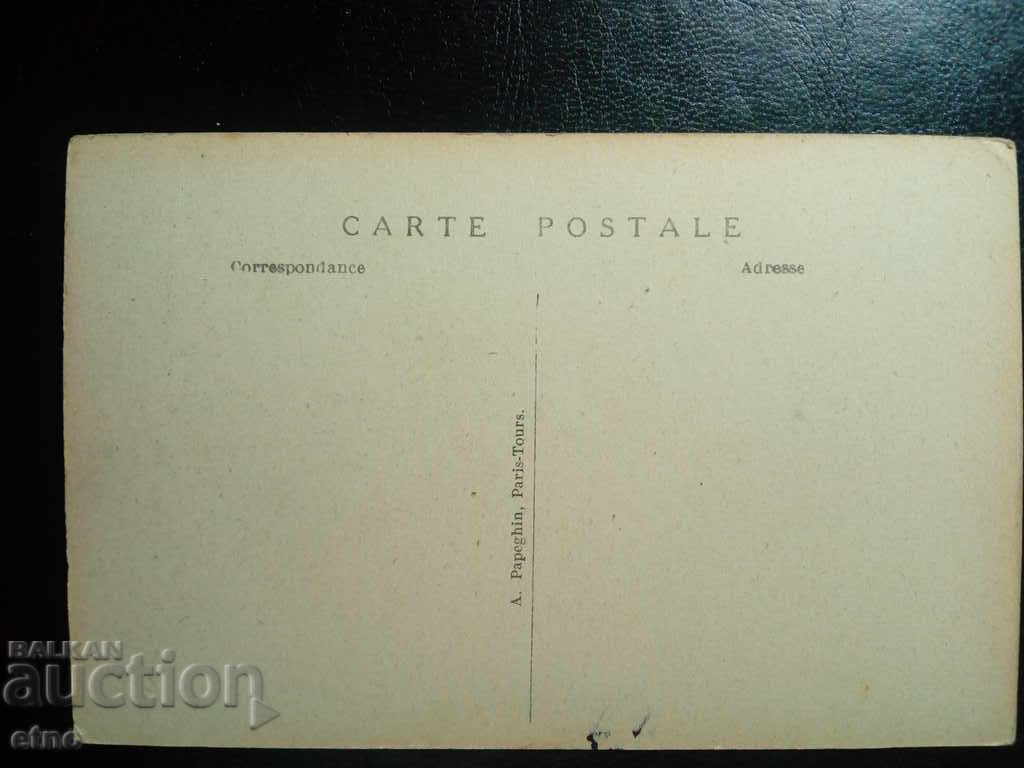 CARTE POSTALE
Correspondance
Adresse
A. Papeghin, Paris-Tours.
BALKAN
auction
etno